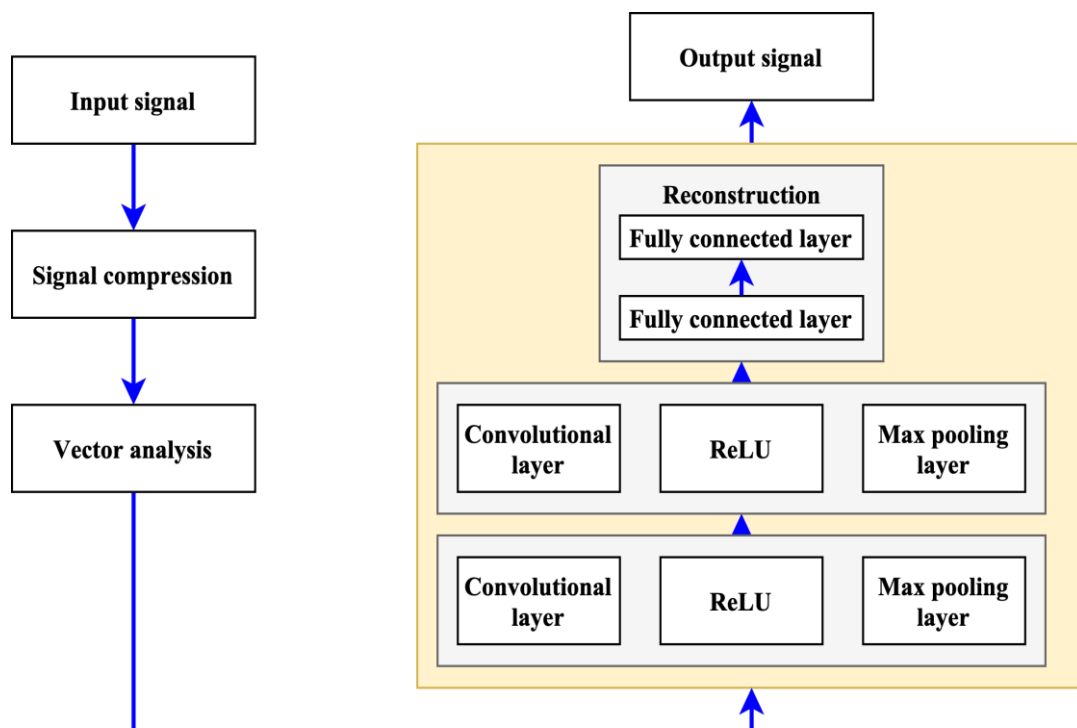 Input signal
Signal compression
Vector analysis
Output signal
Reconstruction
Fully connected layer
Fully connected layer
Convolutional
layer
ReLU
Max pooling
layer
Convolutional
layer
ReLU
Max pooling
layer